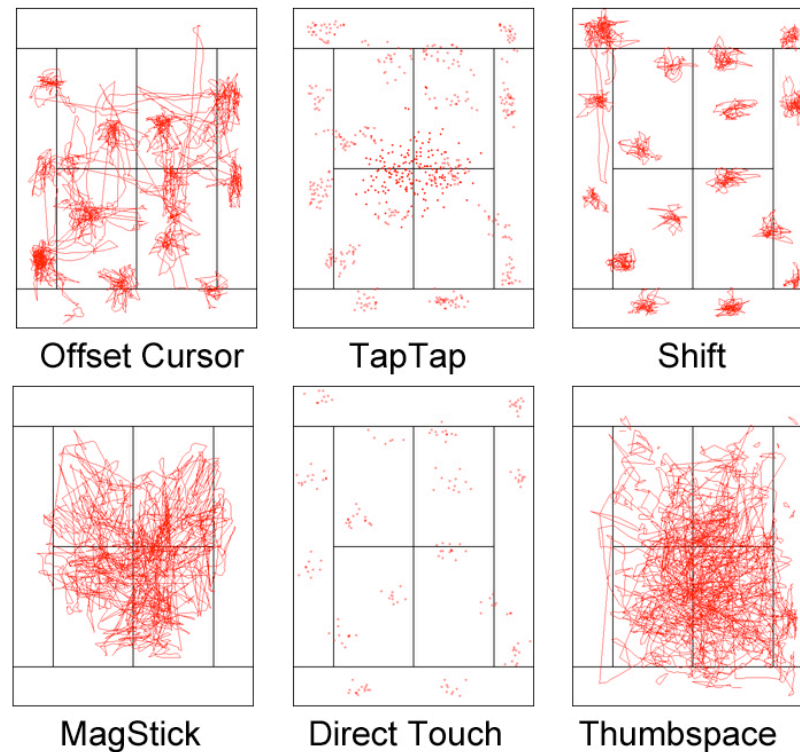 Offset Cursor
TapTap
Shift
MagStick
Direct Touch
Thumbspace